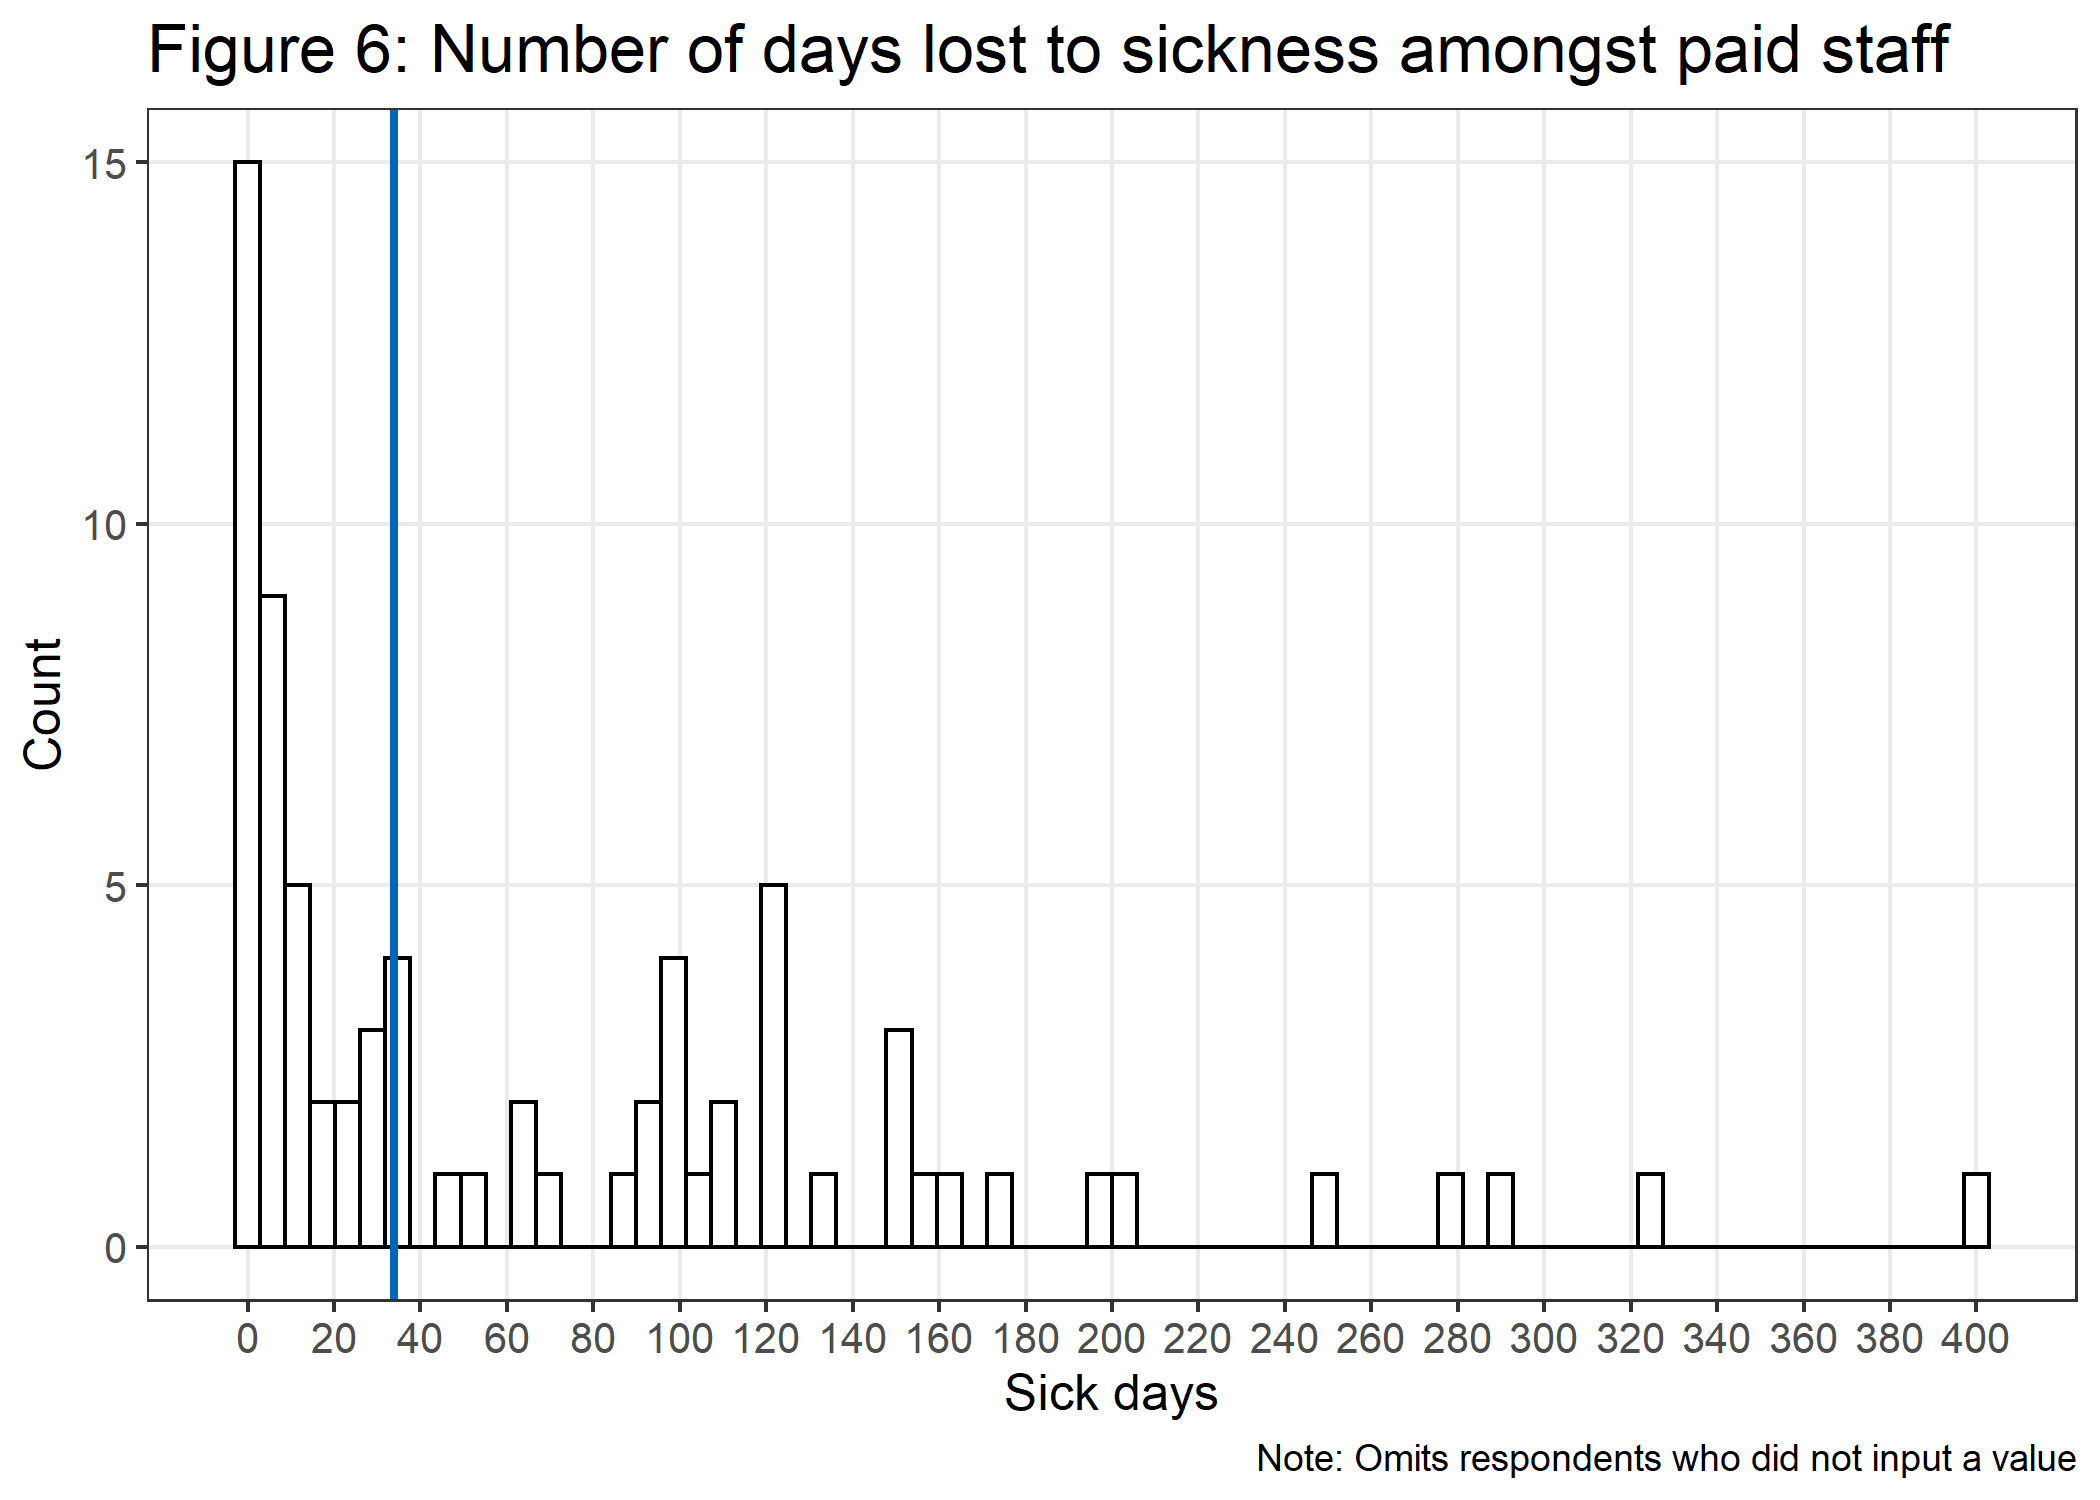 Figure 6: Number of days lost to sickness amongst paid staff
15
10
5
0
Count
0 20 40 60 80 100 120 140 160 180 200 220 240 260 280 300 320 340 360 380 400
Sick days
Note: Omits respondents who did not input a value